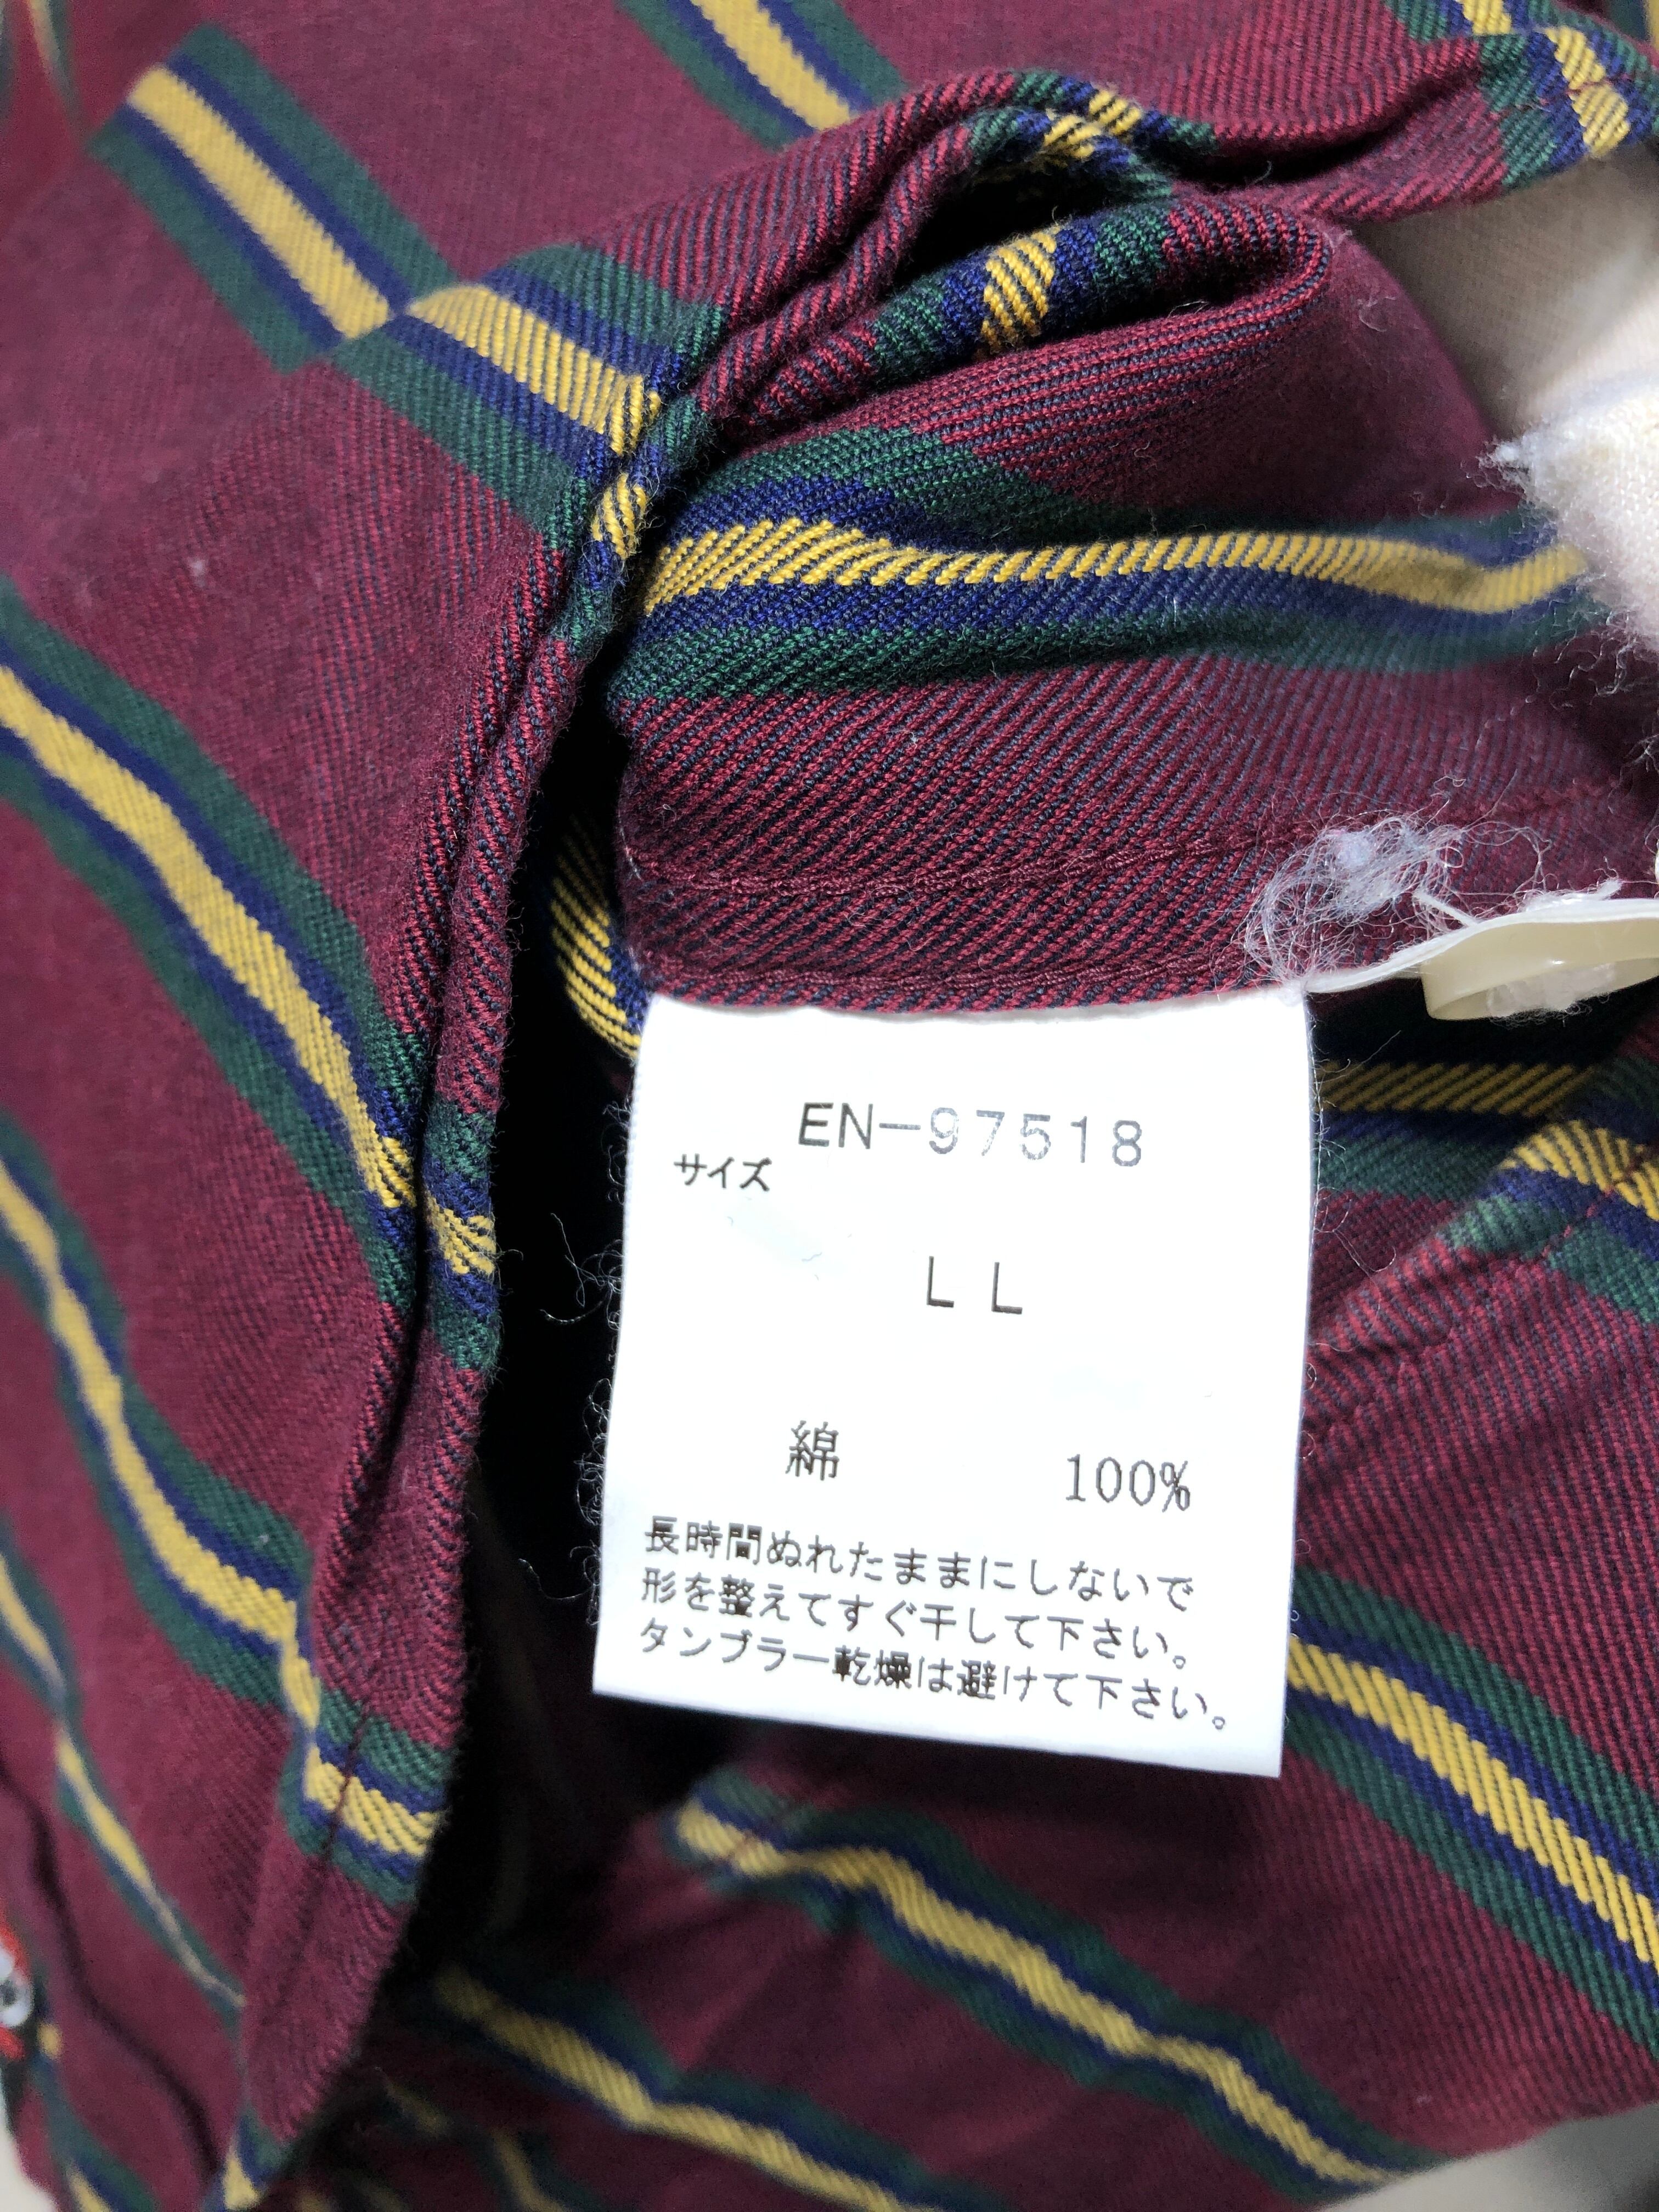 EN-97518
サイズ
LL
綿 100%
長時間ぬれたままにしないで
形を整えてすぐ干して下さい。
タンブラー乾燥は避けて下さい。